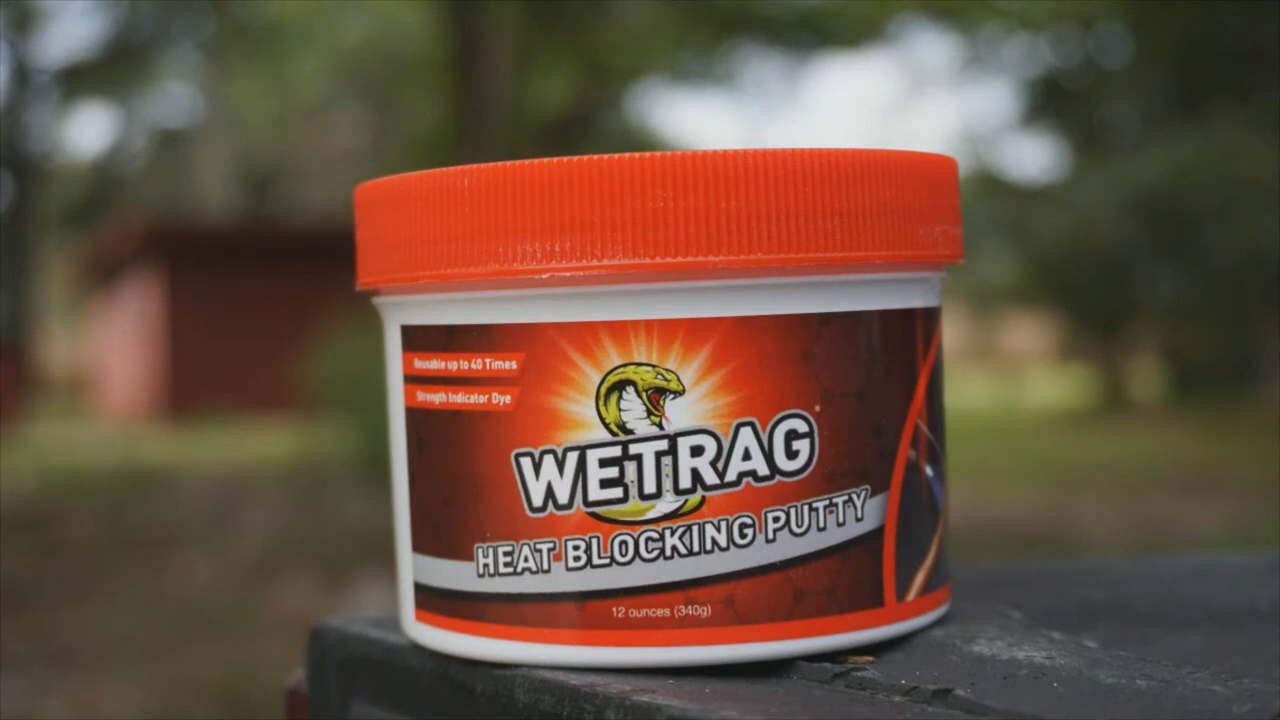 Reusable up to 40 Times
Strength Indicator Dye
WETRAG
HEAT BLOCKING PUTTY
12 ounces (340g)